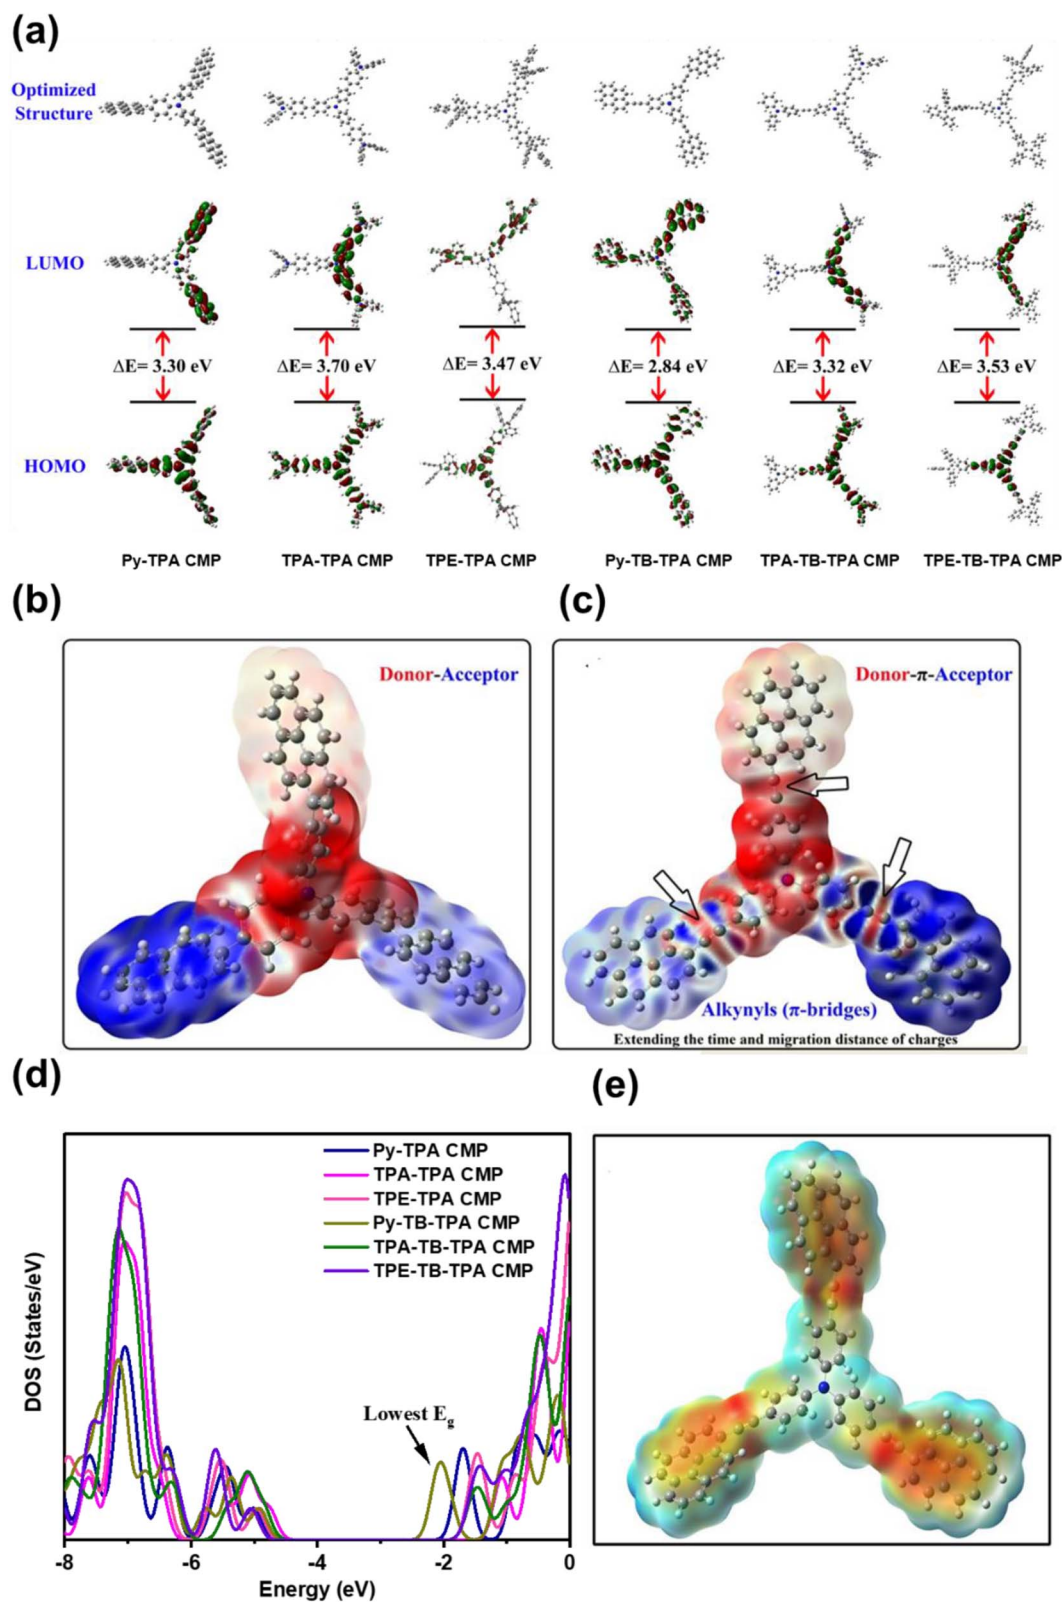 (a)
Optimized
Structure
LUMO
ΔE= 3.30 eV
ΔE= 3.70 eV
ΔE= 3.47 eV
ΔE= 2.84 eV
ΔE= 3.32 eV
ΔE= 3.53 eV
HOMO
Py-TPA CMP
TPA-TPA CMP
TPE-TPA CMP
Py-TB-TPA CMP
TPA-TB-TPA CMP
TPE-TB-TPA CMP
(b)
(c)
Donor-Acceptor
Donor-π-Acceptor
Alkynyls (π-bridges)
Extending the time and migration distance of charges
(d)
(e)
Py-TPA CMP
TPA-TPA CMP
TPE-TPA CMP
Py-TB-TPA CMP
TPA-TB-TPA CMP
TPE-TB-TPA CMP
DOS (States/eV)
Lowest Eg
-8
-6
-4
-2
0
Energy (eV)